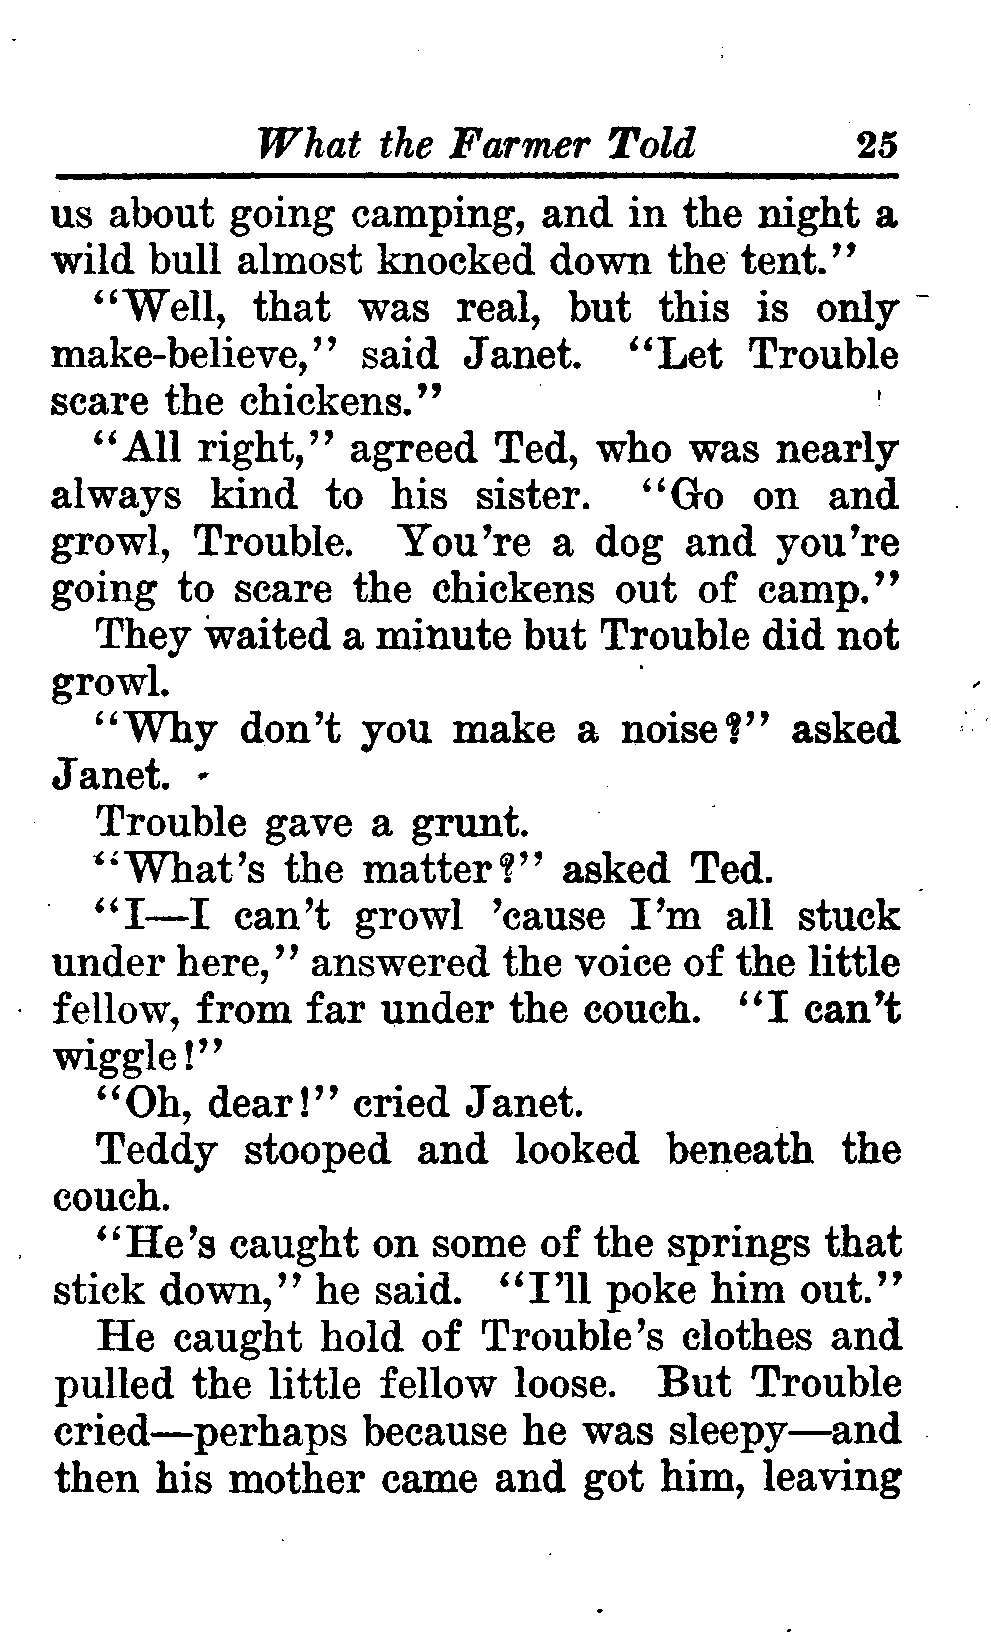 What the Farmer Told 25
us about going camping, and in the night a
wild bull almost knocked down the tent."
"Well, that was real, but this is only
make-believe," said Janet. "Let Trouble
scare the chickens."
"All right," agreed Ted, who was nearly
always kind to his sister. "Go on and
growl, Trouble. You're a dog and you're
going to scare the chickens out of camp."
They waited a minute but Trouble did not
growl.
"Why don't you make a noise?" asked
Janet.
Trouble gave a grunt.
"What's the matter?" asked Ted.
"I—I can't growl 'cause I'm all stuck
under here," answered the voice of the little
fellow, from far under the couch. "I can't
wiggle!"
"Oh, dear!" cried Janet.
Teddy stooped and looked beneath the
couch.
"He's caught on some of the springs that
stick down," he said. "I'll poke him out."
He caught hold of Trouble's clothes and
pulled the little fellow loose. But Trouble
cried—perhaps because he was sleepy—and
then his mother came and got him, leaving